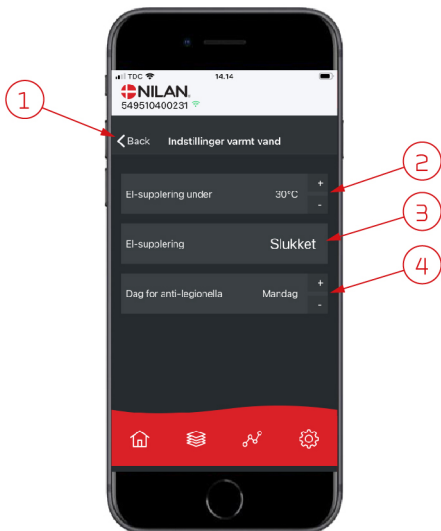 TDC 14.14
NILAN
549510400231
1
Back Indstillinger varmt vand
2
El-supplering under 30°C + -
3
El-supplering Slukket
4
Dag for anti-legionella Mandag + -